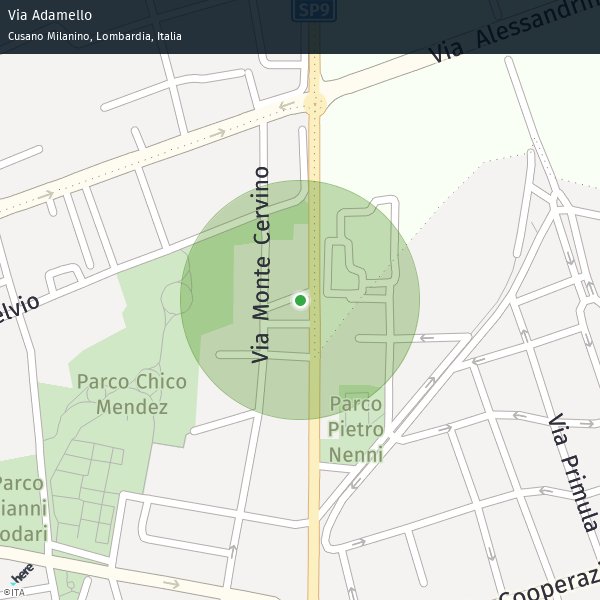 Via Adamello
Cusano Milanino, Lombardia, Italia
SP9
Via Alessandrin
Via Monte Cervino
elvio
Parco Chico
Mendez
Parco
Pietro
Nenni
Parco
ianni
odari
Via Primula
Cooperazi
here
©ITA